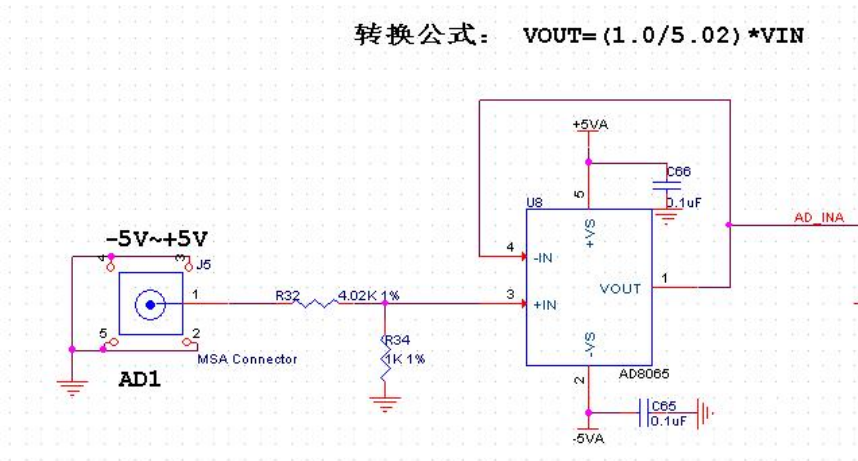 转换公式： VOUT=(1.0/5.02)*VIN
+5VA
C66
0.1uF
U8
5
+VS
AD_INA
-5V~+5V
4
3
J5
4
-IN
1
R32
4.02K 1%
3
+IN
VOUT
1
5
2
R34
1K 1%
-VS
MSA Connector
AD1
AD8065
2
C65
0.1uF
-5VA